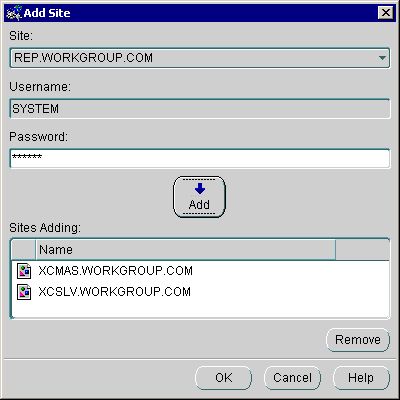 Add Site
Site:
REP.WORKGROUP.COM
Username:
SYSTEM
Password:
******
Add
Sites Adding:
Name
XCMAS.WORKGROUP.COM
XCSLV.WORKGROUP.COM
Remove
OK Cancel Help